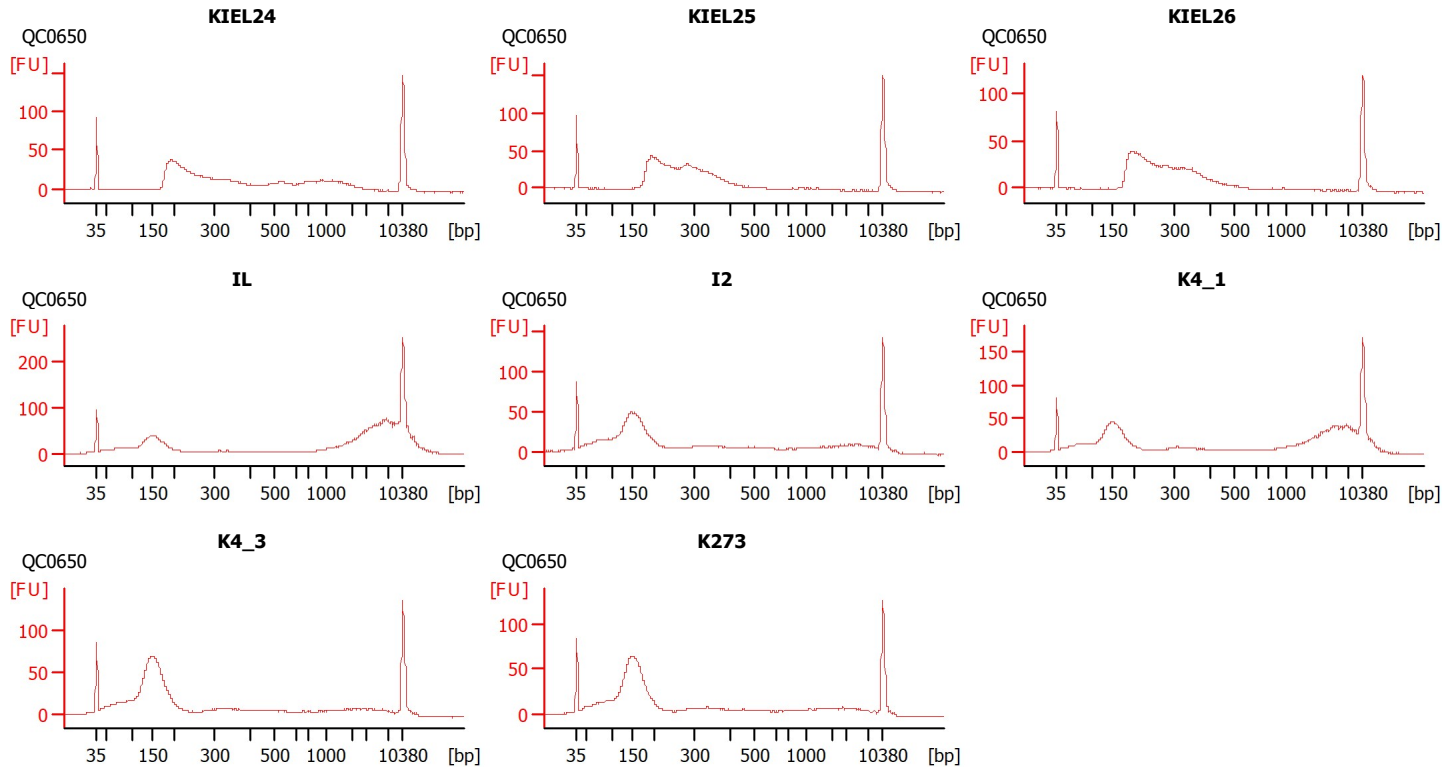 KIEL24 KIEL25 KIEL26
QC0650 QC0650 QC0650
[FU] [FU] [FU]
100 100 100
50 50 50
0 0 0
35 150 300 500 1000 10380 [bp] 35 150 300 500 1000 10380 [bp] 35 150 300 500 1000 10380 [bp]
IL I2 K4_1
QC0650 QC0650 QC0650
[FU] [FU] [FU]
200 100 150
100 50 100
0 0 50
0
35 150 300 500 1000 10380 [bp] 35 150 300 500 1000 10380 [bp] 35 150 300 500 1000 10380 [bp]
K4_3 K273
QC0650 QC0650
[FU] [FU]
100 100
50 50
0 0
35 150 300 500 1000 10380 [bp] 35 150 300 500 1000 10380 [bp]